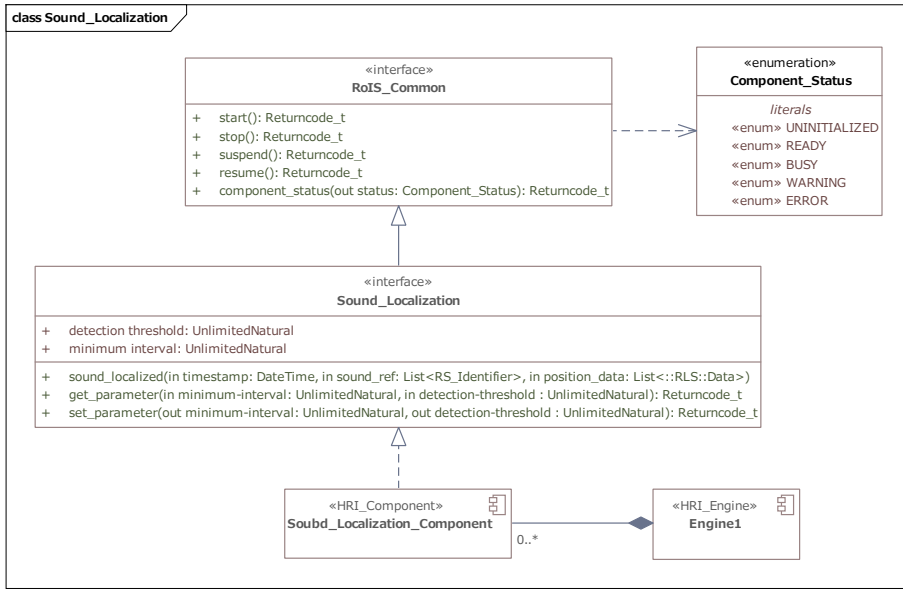 class Sound_Localization
«interface»
RoIS_Common
+ start(): Returncode_t
+ stop(): Returncode_t
+ suspend(): Returncode_t
+ resume(): Returncode_t
+ component_status(out status: Component_Status): Returncode_t
«enumeration»
Component_Status
literals
«enum» UNINITIALIZED
«enum» READY
«enum» BUSY
«enum» WARNING
«enum» ERROR
«interface»
Sound_Localization
+ detection threshold: UnlimitedNatural
+ minimum interval: UnlimitedNatural
+ sound_localized(in timestamp: DateTime, in sound_ref: List<RS_Identifier>, in position_data: List<::RLS::Data>)
+ get_parameter(in minimum-interval: UnlimitedNatural, in detection-threshold : UnlimitedNatural): Returncode_t
+ set_parameter(out minimum-interval: UnlimitedNatural, out detection-threshold : UnlimitedNatural): Returncode_t
«HRI_Component»
Soubd_Localization_Component
0..*
«HRI_Engine»
Engine1